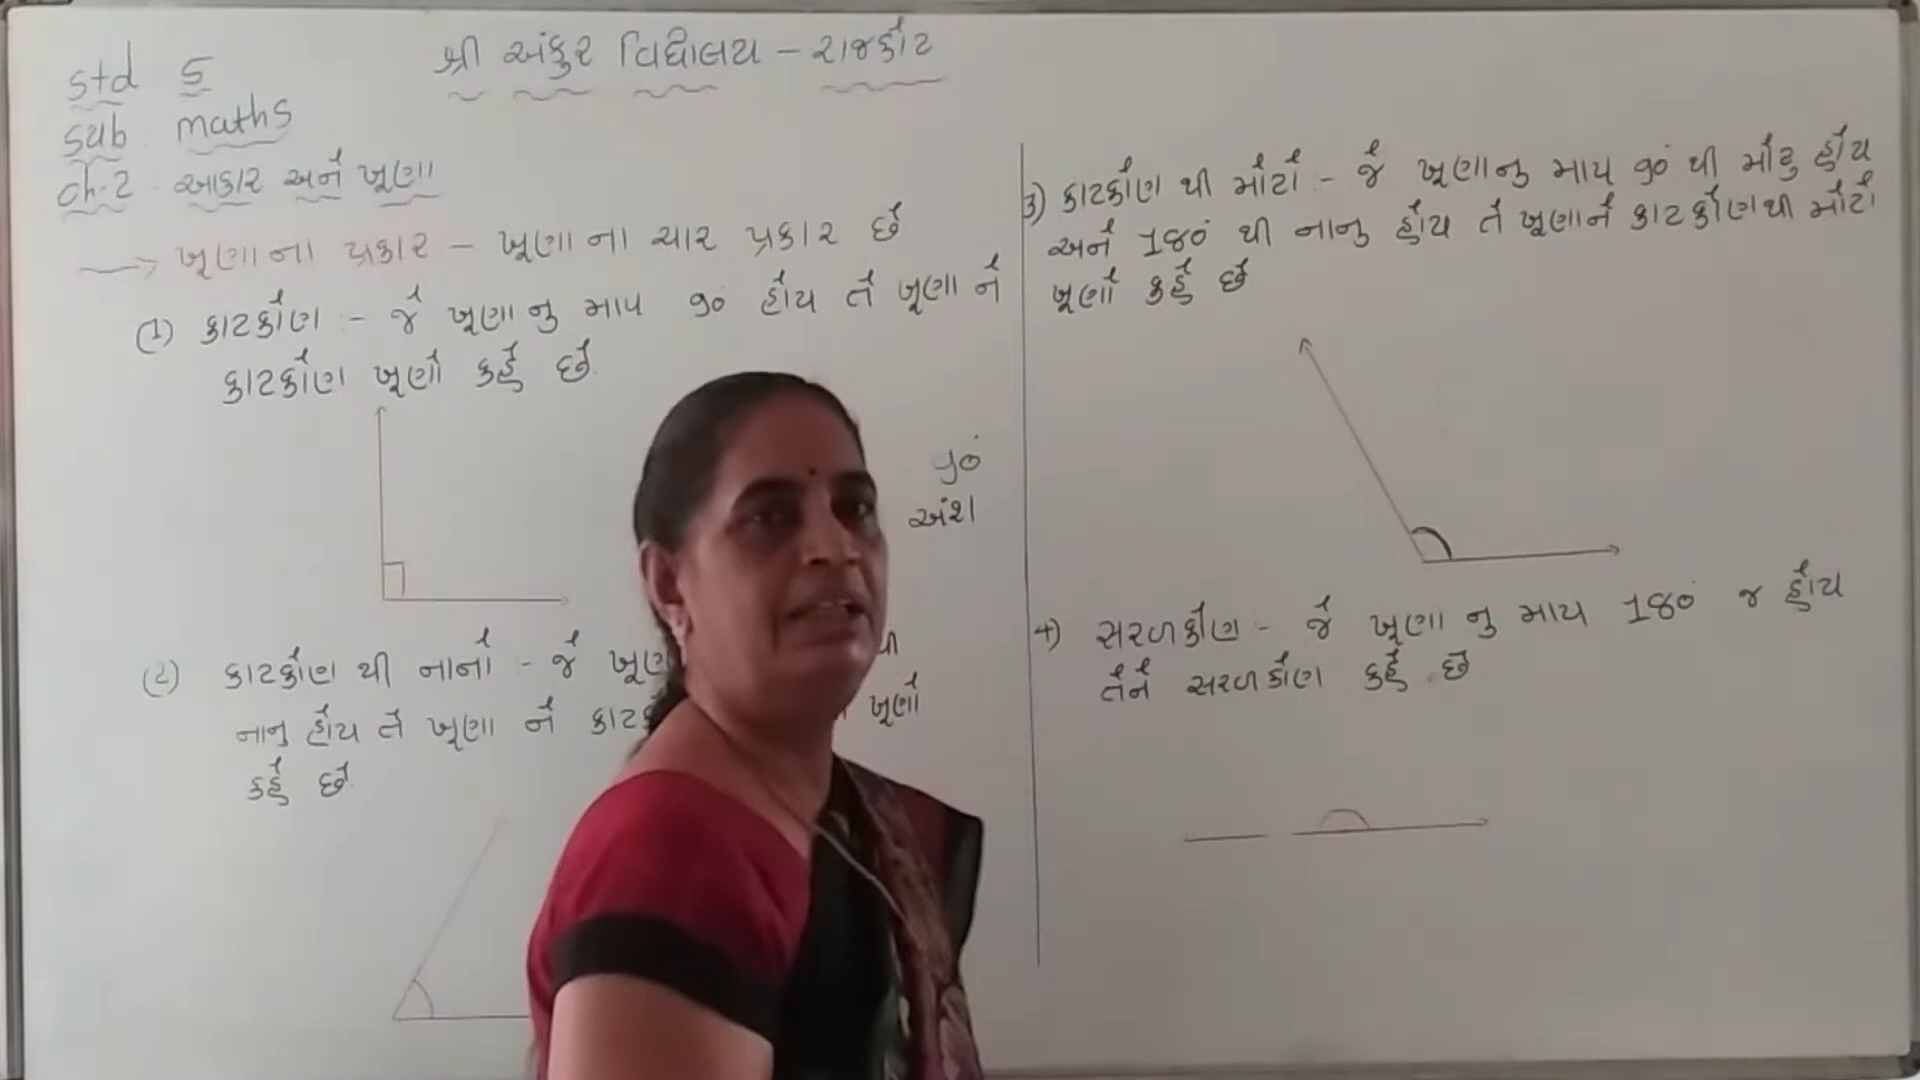 શ્રી અંકુર વિદ્યાલય - રાજકોટ
std 5
sub maths
ch-2 આકાર અને ખૂણા
→ ખૂણાના પ્રકાર - ખૂણાના ચાર પ્રકાર છે
(1) કાટકોણ :- જે ખૂણાનુ માપ 90° હોય તે ખૂણા ને
કાટકોણ ખૂણો કહે છે.
90°
અંશ
(2) કાટકોણ થી નાનો :- જે થી
નાનુ હોય તે ખૂણા ને ખૂણો
કહે છે.
3) કાટકોણ થી મોટો :- જે ખૂણાનુ માપ 90° થી મોટુ હોય
અને 180° થી નાનુ હોય તે ખૂણાને કાટકોણથી મોટો
ખૂણો કહે છે
4) સરળકોણ - જે ખૂણા નુ માપ 180° જ હોય
તેને સરળકોણ કહે છે